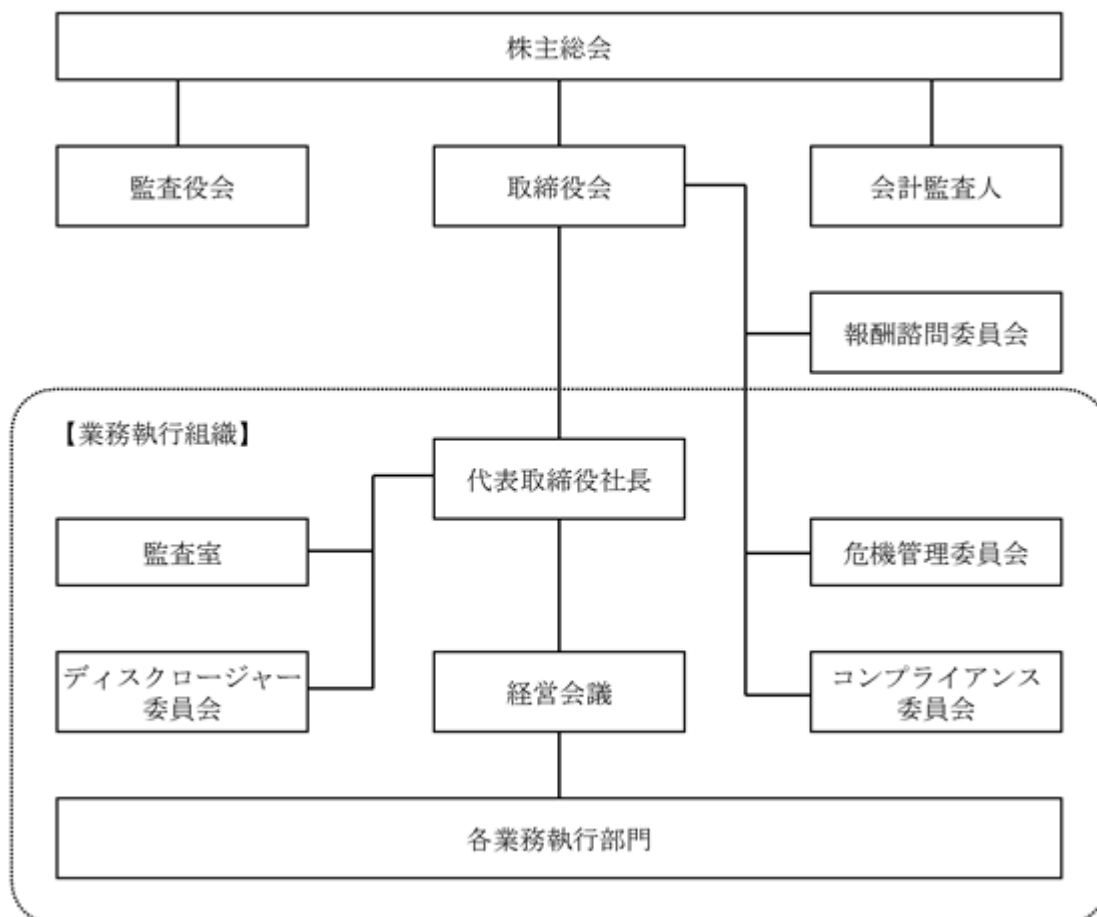 株主総会
監査役会
取締役会
会計監査人
報酬諮問委員会
【業務執行組織】
代表取締役社長
監査室
危機管理委員会
ディスクロージャー
委員会
経営会議
コンプライアンス
委員会
各業務執行部門